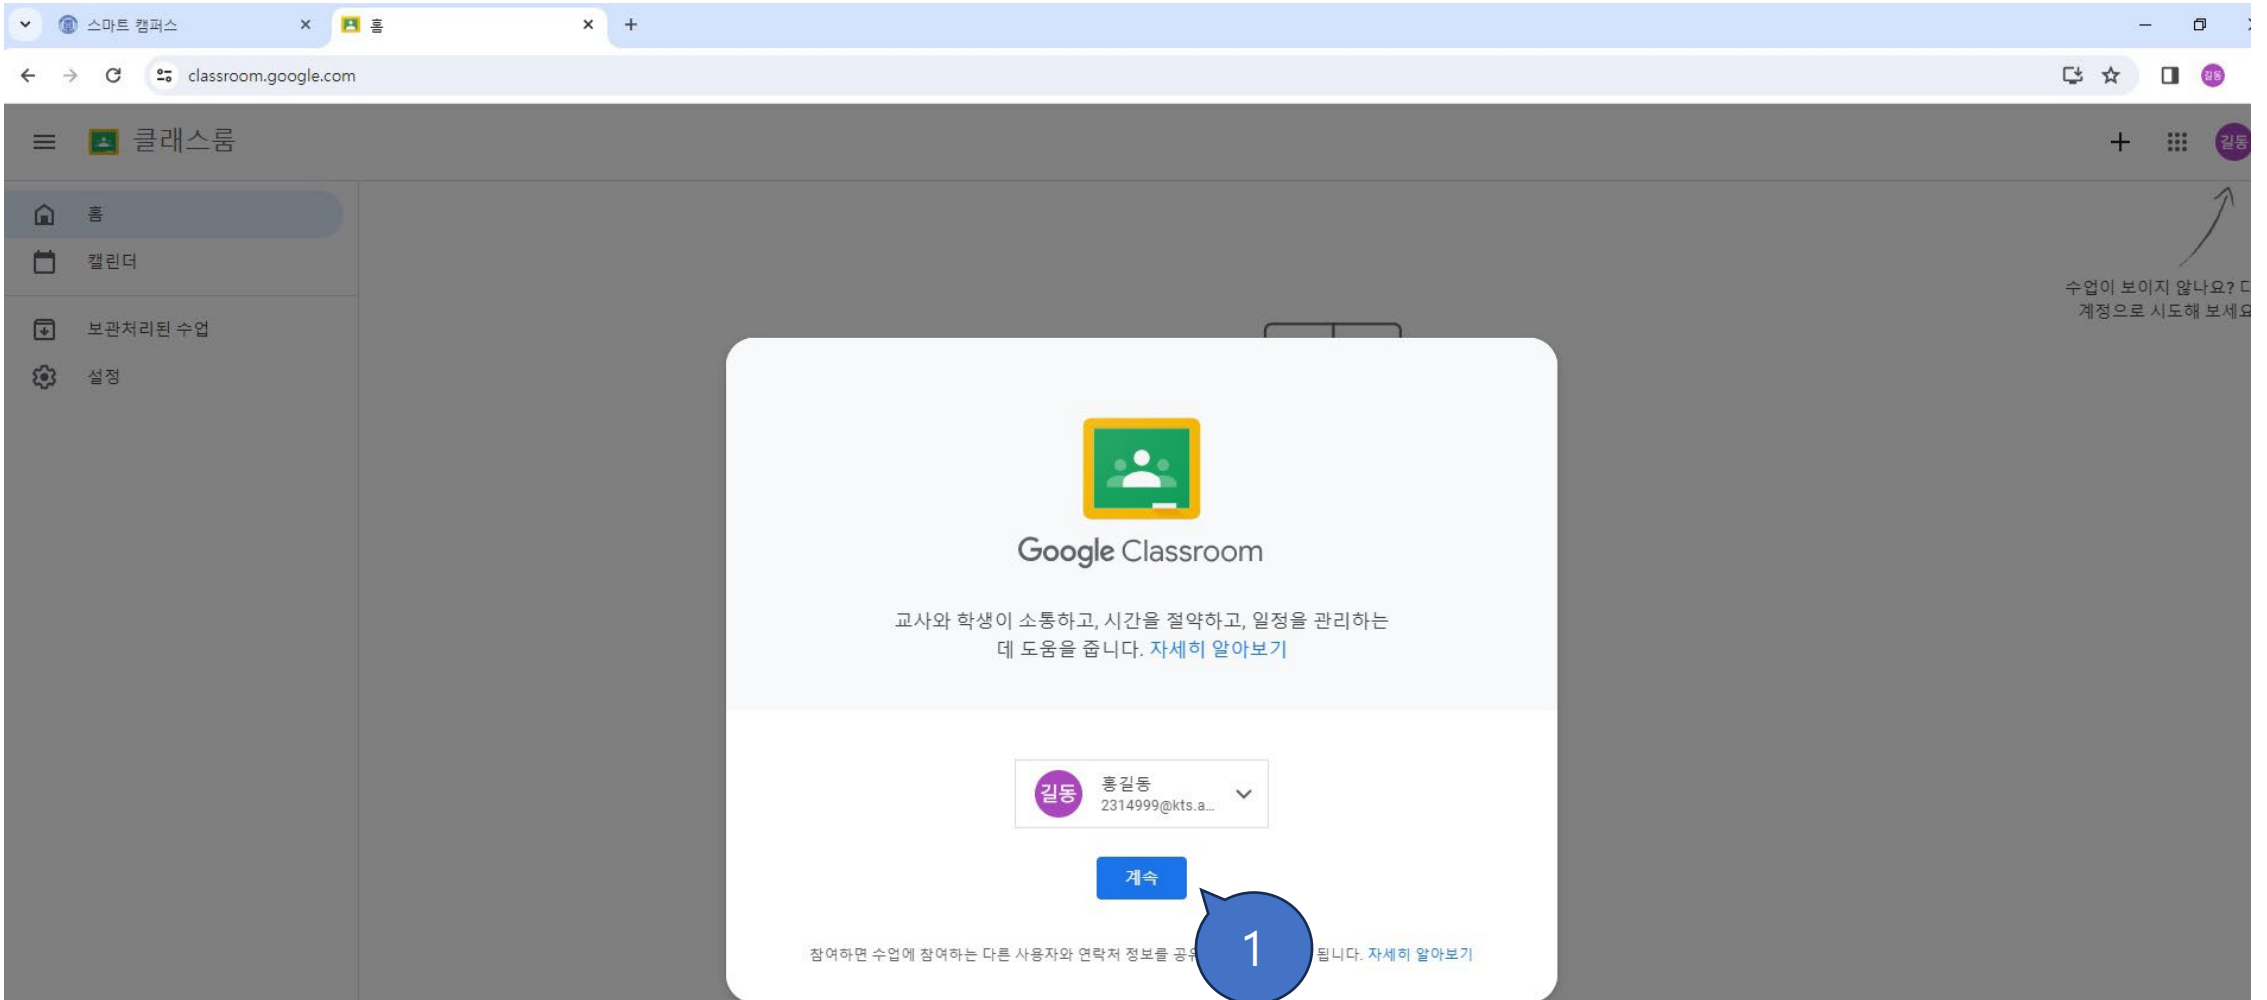 스마트 캠퍼스
홈
classroom.google.com
길동
클래스룸
길동
홈
캘린더
보관처리된 수업
설정
수업이 보이지 않나요?
계정으로 시도해 보세요
Google Classroom
교사와 학생이 소통하고, 시간을 절약하고, 일정을 관리하는
데 도움을 줍니다. 자세히 알아보기
길동
홍길동
2314999@kts.a...
계속
1
참여하면 수업에 참여하는 다른 사용자와 연락처 정보를 됩니다. 자세히 알아보기